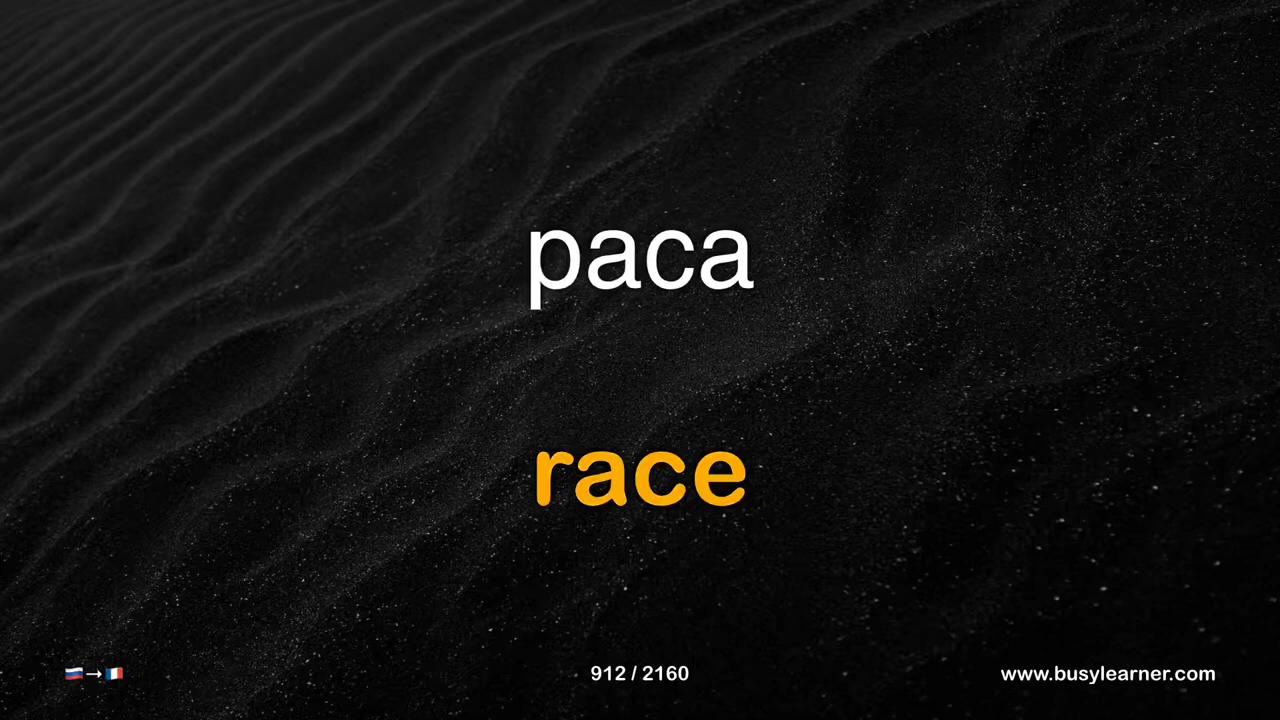 раса
race
🇷🇺→🇫🇷
912 / 2160
www.busylearner.com